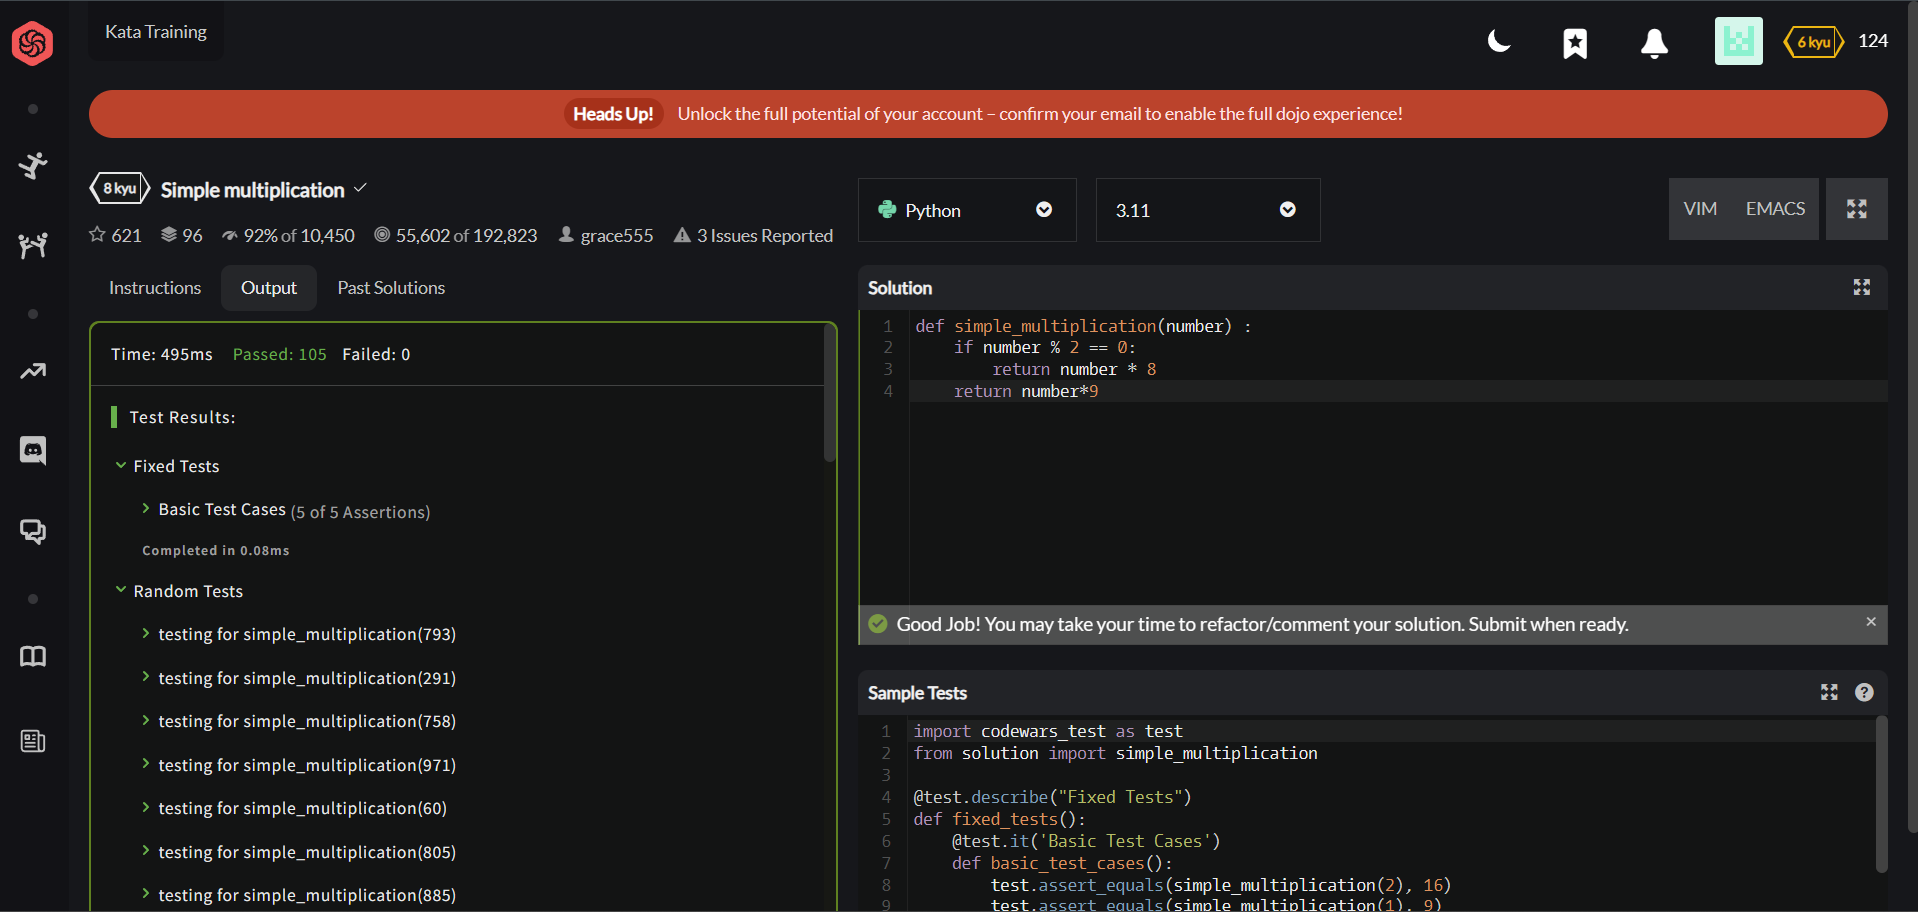 Kata Training
6 kyu 124
Heads Up! Unlock the full potential of your account – confirm your email to enable the full dojo experience!
8 kyu Simple multiplication
621 96 92% of 10,450 55,602 of 192,823 grace555 3 Issues Reported
Python 3.11 VIM EMACS
Instructions Output Past Solutions
Time: 495ms Passed: 105 Failed: 0
Test Results:
Fixed Tests
Basic Test Cases (5 of 5 Assertions)
Completed in 0.08ms
Random Tests
testing for simple_multiplication(793)
testing for simple_multiplication(291)
testing for simple_multiplication(758)
testing for simple_multiplication(971)
testing for simple_multiplication(60)
testing for simple_multiplication(805)
testing for simple_multiplication(885)
Solution
1 def simple_multiplication(number) :
2 if number % 2 == 0:
3 return number * 8
4 return number*9
Good Job! You may take your time to refactor/comment your solution. Submit when ready.
Sample Tests
1 import codewars_test as test
2 from solution import simple_multiplication
3
4 @test.describe("Fixed Tests")
5 def fixed_tests():
6 @test.it('Basic Test Cases')
7 def basic_test_cases():
8 test.assert_equals(simple_multiplication(2), 16)
9 test.assert_equals(simple_multiplication(1), 9)